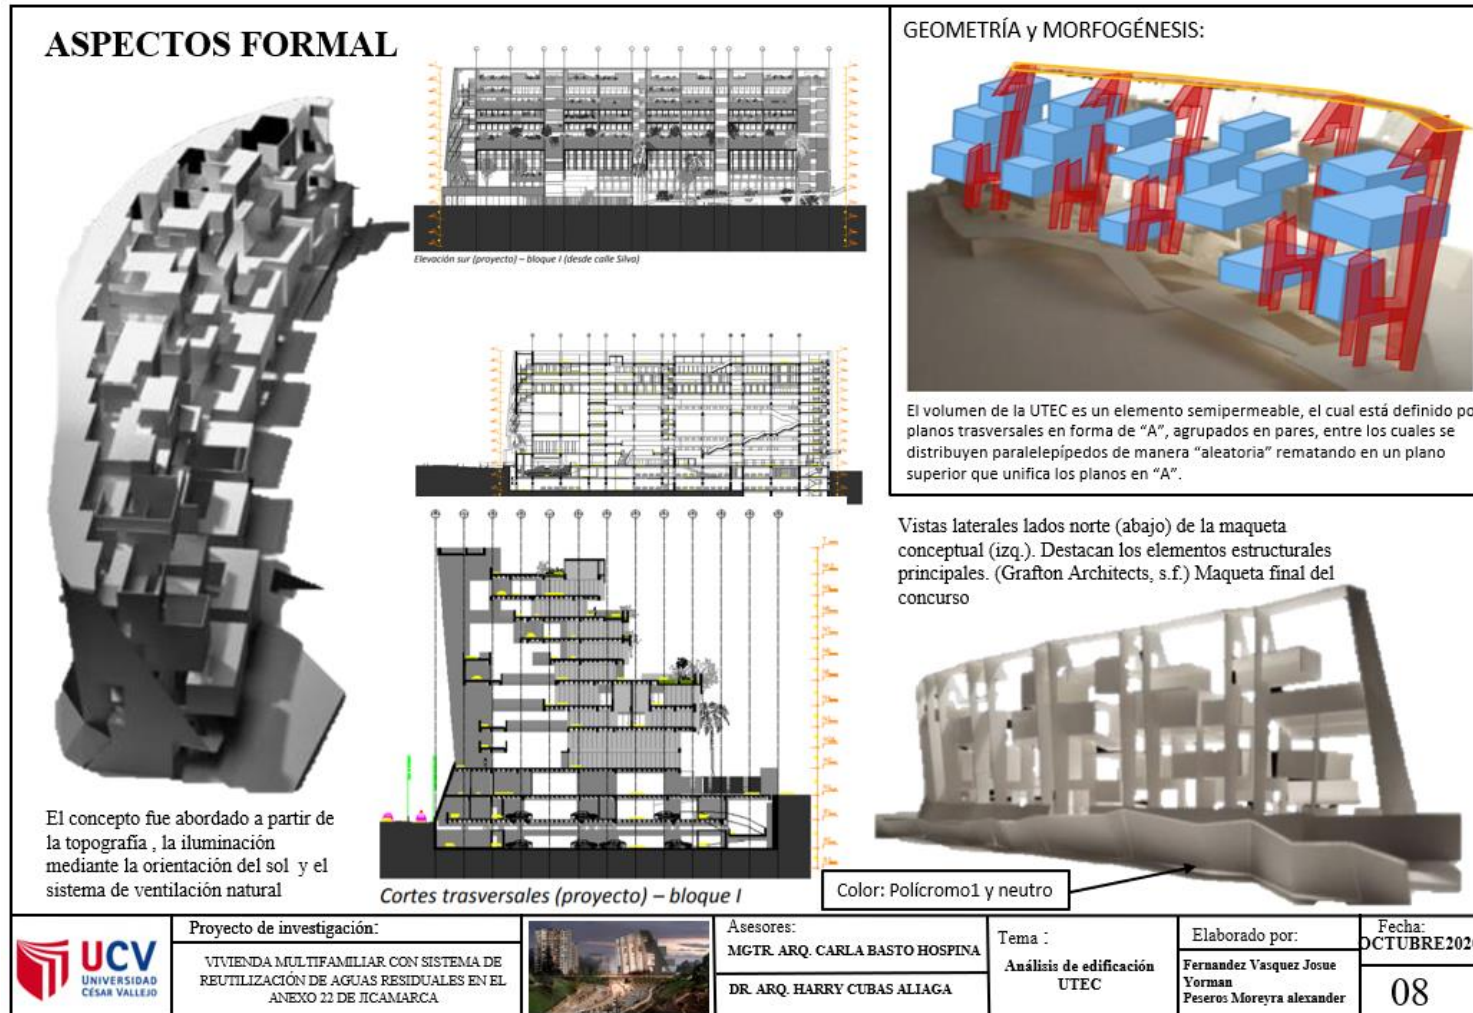 ASPECTOS FORMAL
Elevación sur (proyecto) – bloque I (desde calle Silva)
Cortes trasversales (proyecto) – bloque I
El concepto fue abordado a partir de
la topografía , la iluminación
mediante la orientación del sol y el
sistema de ventilación natural
GEOMETRÍA y MORFOGÉNESIS:
El volumen de la UTEC es un elemento semipermeable, el cual está definido po
planos trasversales en forma de “A”, agrupados en pares, entre los cuales se
distribuyen paralelepípedos de manera “aleatoria” rematando en un plano
superior que unifica los planos en “A”.
Vistas laterales lados norte (abajo) de la maqueta
conceptual (izq.). Destacan los elementos estructurales
principales. (Grafton Architects, s.f.) Maqueta final del
concurso
Color: Polícromo1 y neutro
UCV
UNIVERSIDAD
CÉSAR VALLEJO
Proyecto de investigación:
VIVIENDA MULTIFAMILIAR CON SISTEMA DE
REUTILIZACIÓN DE AGUAS RESIDUALES EN EL
ANEXO 22 DE JICAMARCA
Asesores:
MGTR. ARQ. CARLA BASTO HOSPINA
DR. ARQ. HARRY CUBAS ALIAGA
Tema :
Análisis de edificación
UTEC
Elaborado por:
Fernandez Vasquez Josue
Yorman
Peseros Moreyra alexander
Fecha:
OCTUBRE202
08